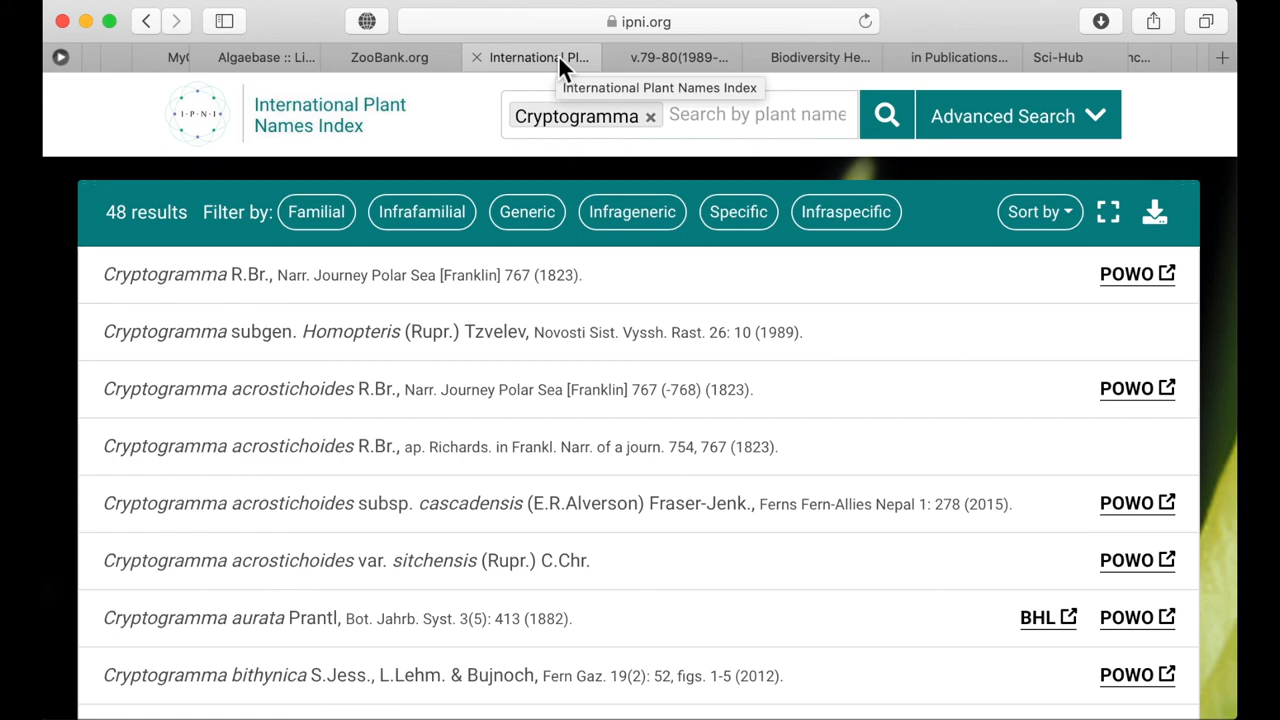 ipni.org
MyC
Algaebase :: Li...
ZooBank.org
International Pl...
v.79-80(1989-...
Biodiversity He...
in Publications...
Sci-Hub
nc...
International Plant Names Index
I·P·N·I
International Plant
Names Index
Cryptogramma × Search by plant name
Advanced Search
48 results Filter by: Familial Infrafamilial Generic Infrageneric Specific Infraspecific Sort by
Cryptogramma R.Br., Narr. Journey Polar Sea [Franklin] 767 (1823). POWO
Cryptogramma subgen. Homopteris (Rupr.) Tzvelev, Novosti Sist. Vyssh. Rast. 26: 10 (1989).
Cryptogramma acrostichoides R.Br., Narr. Journey Polar Sea [Franklin] 767 (-768) (1823). POWO
Cryptogramma acrostichoides R.Br., ap. Richards. in Frankl. Narr. of a journ. 754, 767 (1823).
Cryptogramma acrostichoides subsp. cascadensis (E.R.Alverson) Fraser-Jenk., Ferns Fern-Allies Nepal 1: 278 (2015). POWO
Cryptogramma acrostichoides var. sitchensis (Rupr.) C.Chr. POWO
Cryptogramma aurata Prantl, Bot. Jahrb. Syst. 3(5): 413 (1882). BHL POWO
Cryptogramma bithynica S.Jess., L.Lehm. & Bujnoch, Fern Gaz. 19(2): 52, figs. 1-5 (2012). POWO